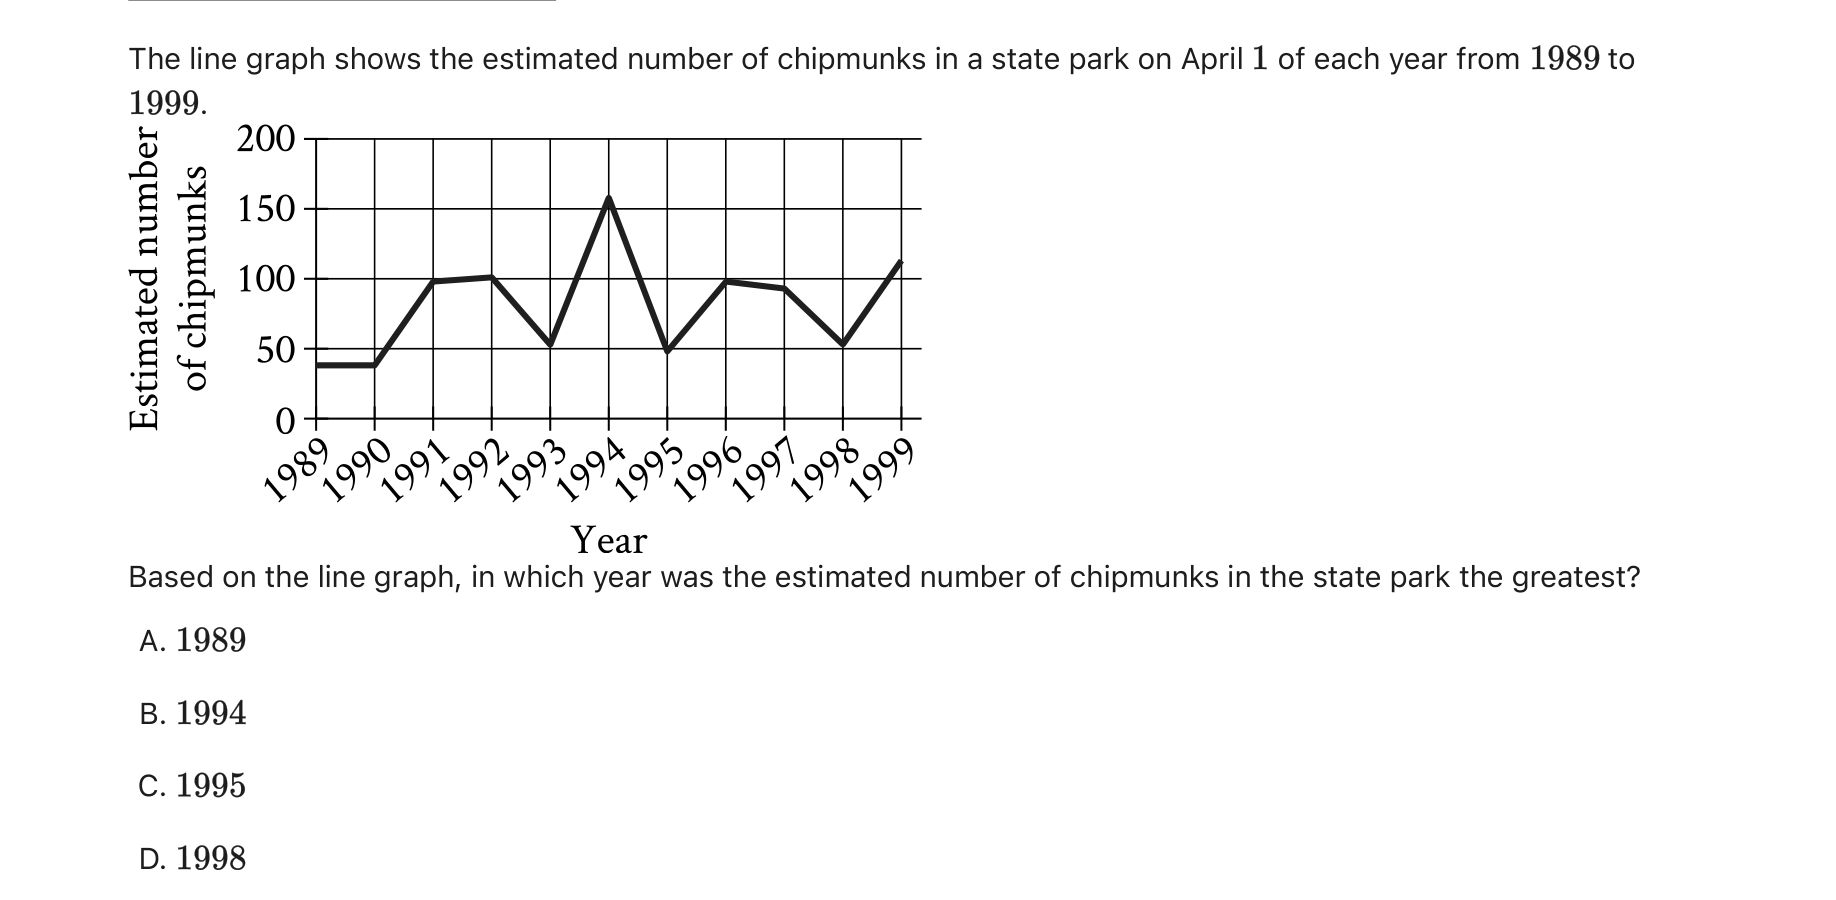 The line graph shows the estimated number of chipmunks in a state park on April 1 of each year from 1989 to
1999.
Estimated number
of chipmunks
200
150
100
50
0
1989
1990
1991
1992
1993
1994
1995
1996
1997
1998
1999
Year
Based on the line graph, in which year was the estimated number of chipmunks in the state park the greatest?
A. 1989
B. 1994
C. 1995
D. 1998